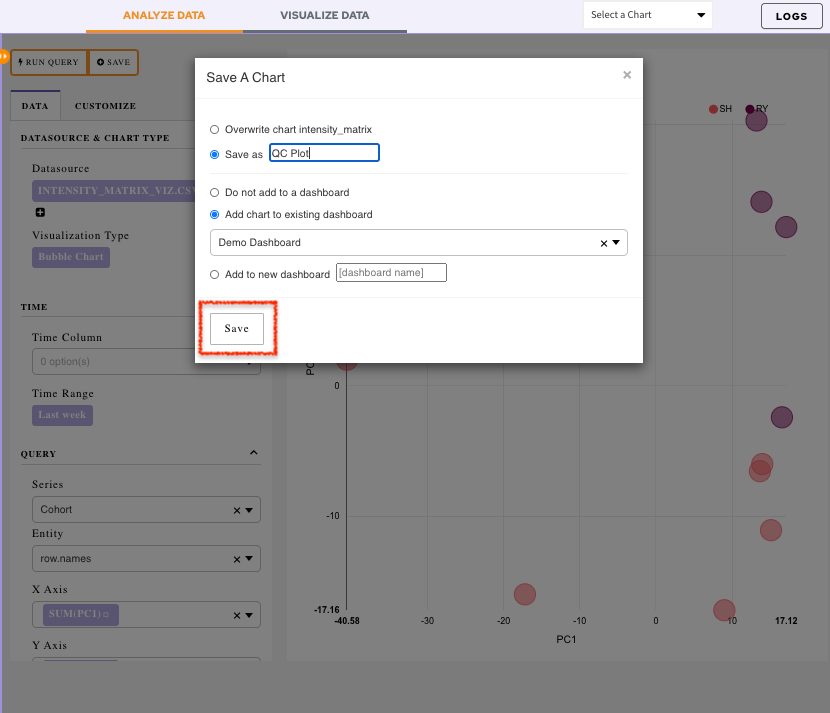 ANALYZE DATA
VISUALIZE DATA
Select a Chart
LOGS
RUN QUERY
SAVE
DATA
CUSTOMIZE
DATASOURCE & CHART TYPE
Datasource
INTENSITY_MATRIX_VIZ.CSV
Visualization Type
Bubble Chart
TIME
Time Column
0 option(s)
Time Range
Last week
QUERY
Series
Cohort
Entity
row.names
X Axis
SUM(PC1)
Y Axis
Save A Chart
×
Overwrite chart intensity_matrix
Save as QC Plot
Do not add to a dashboard
Add chart to existing dashboard
Demo Dashboard
Add to new dashboard [dashboard name]
Save
SH
RY
0
-10
-17.16
-40.58
-30
-20
-10
0
10
17.12
PC1